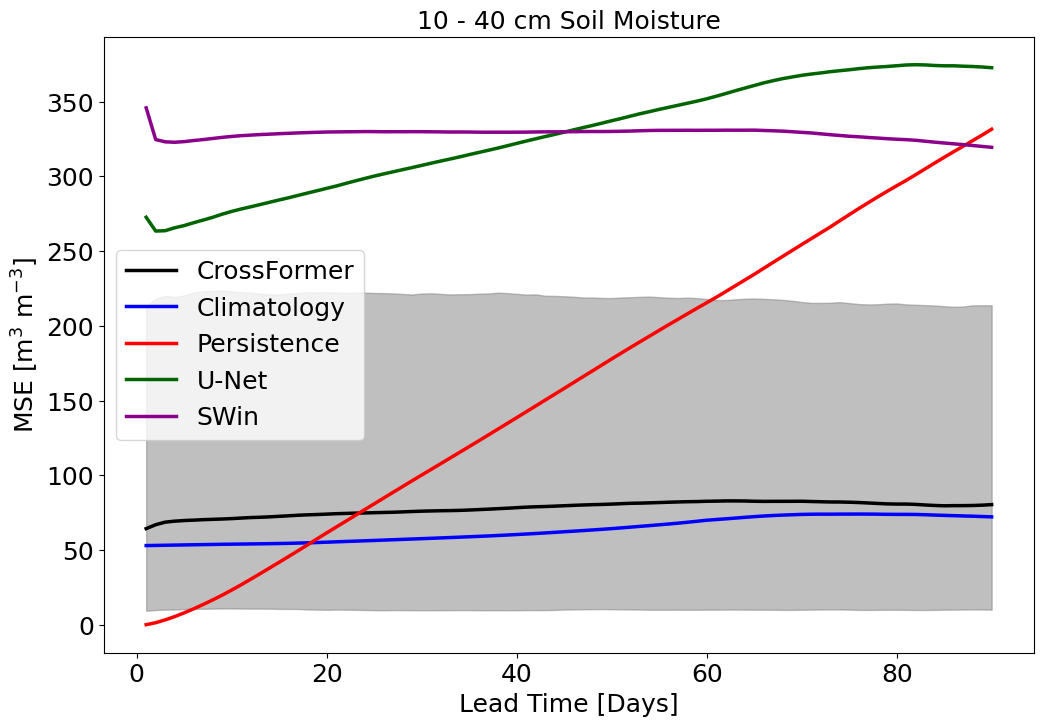 10 - 40 cm Soil Moisture
MSE [m³ m⁻³]
350
300
250
200
150
100
50
0
CrossFormer
Climatology
Persistence
U-Net
SWin
0 20 40 60 80
Lead Time [Days]